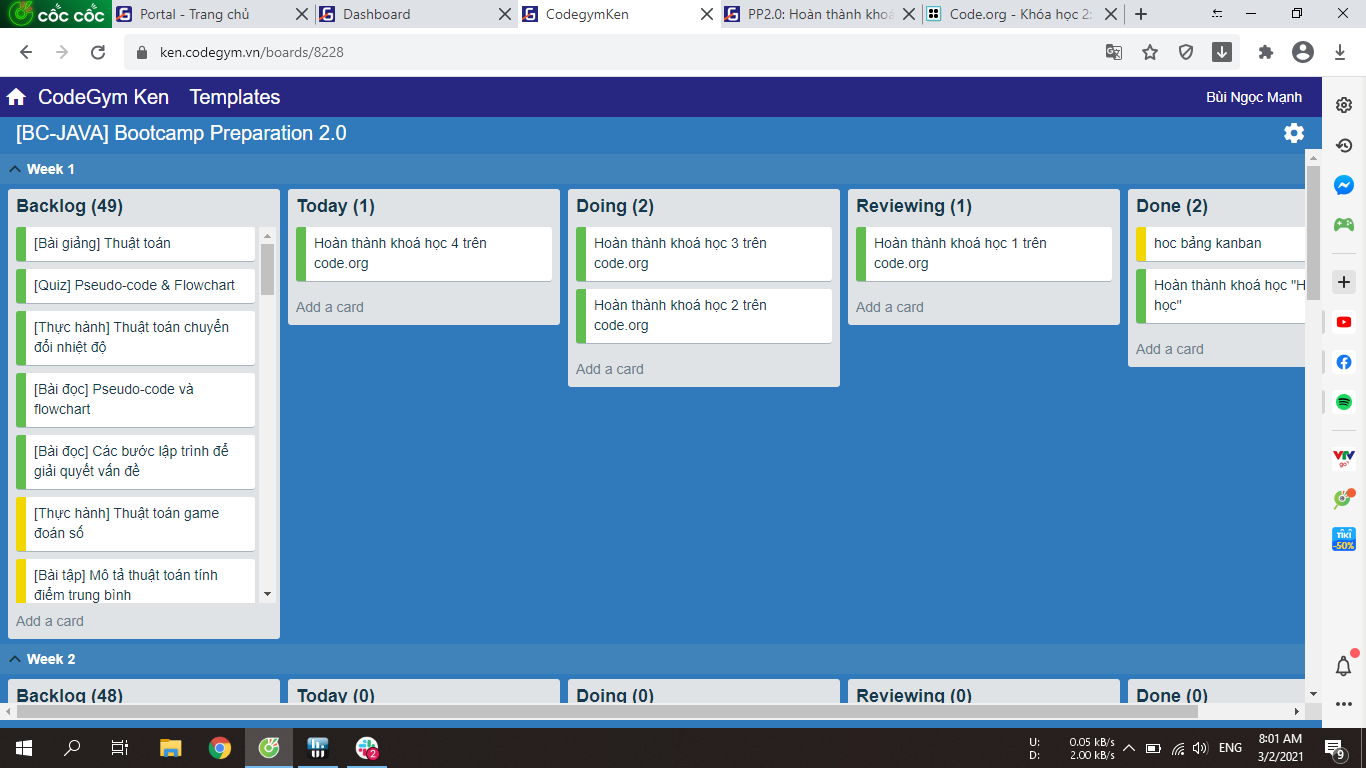 cốc cốc
Portal - Trang chủ
Dashboard
CodegymKen
PP2.0: Hoàn thành khoá
Code.org - Khóa học 2:
ken.codegym.vn/boards/8228
CodeGym Ken
Templates
Bùi Ngọc Mạnh
[BC-JAVA] Bootcamp Preparation 2.0
Week 1
Backlog (49)
[Bài giảng] Thuật toán
[Quiz] Pseudo-code & Flowchart
[Thực hành] Thuật toán chuyển
đổi nhiệt độ
[Bài đọc] Pseudo-code và
flowchart
[Bài đọc] Các bước lập trình để
giải quyết vấn đề
[Thực hành] Thuật toán game
đoán số
[Bài tập] Mô tả thuật toán tính
điểm trung bình
Add a card
Today (1)
Hoàn thành khoá học 4 trên
code.org
Add a card
Doing (2)
Hoàn thành khoá học 3 trên
code.org
Hoàn thành khoá học 2 trên
code.org
Add a card
Reviewing (1)
Hoàn thành khoá học 1 trên
code.org
Add a card
Done (2)
hoc bảng kanban
Hoàn thành khoá học "H
học"
Add a card
Week 2
Backlog (48)
Today (0)
Doing (0)
Reviewing (0)
Done (0)
VTV
go
TIKI
-50%
2
U: 0.05 kB/s
D: 2.00 kB/s
ENG
8:01 AM
3/2/2021
9